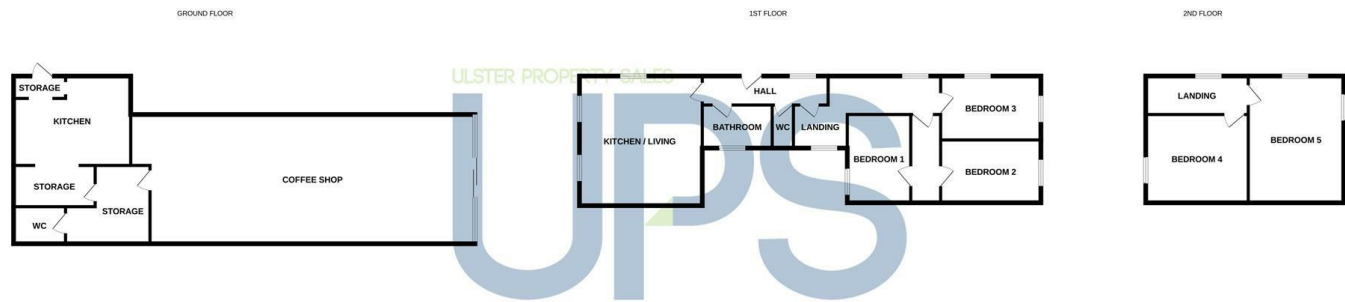 GROUND FLOOR
1ST FLOOR
2ND FLOOR
ULSTER PROPERTY SALES
UPS
STORAGE
KITCHEN
STORAGE
STORAGE
WC
COFFEE SHOP
HALL
KITCHEN / LIVING
BATHROOM
WC
LANDING
BEDROOM 1
BEDROOM 3
BEDROOM 2
LANDING
BEDROOM 4
BEDROOM 5